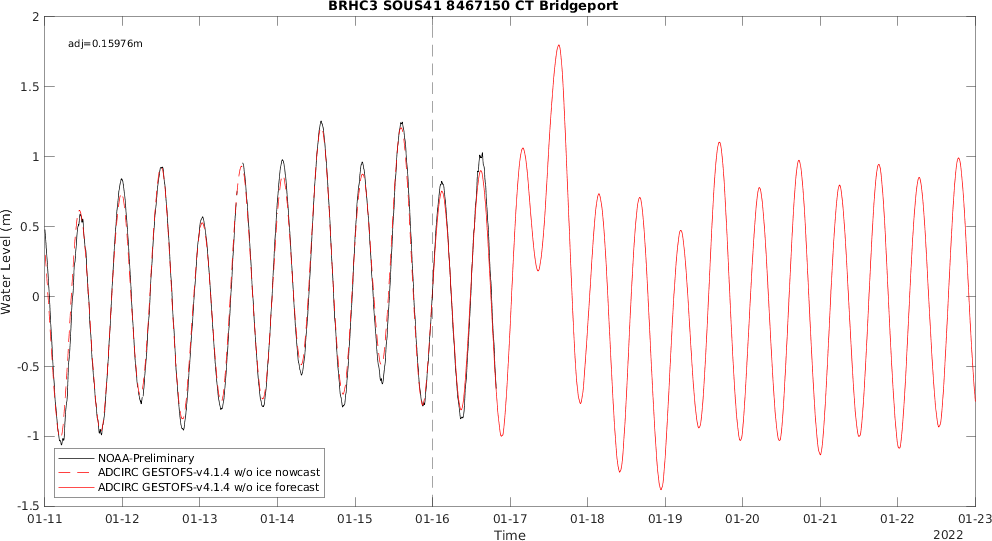 BRHC3 SOUS41 8467150 CT Bridgeport
adj=0.15976m
2
1.5
1
0.5
0
-0.5
-1
-1.5
Water Level (m)
NOAA-Preliminary
ADCIRC GESTOFS-v4.1.4 w/o ice nowcast
ADCIRC GESTOFS-v4.1.4 w/o ice forecast
01-11 01-12 01-13 01-14 01-15 01-16 01-17 01-18 01-19 01-20 01-21 01-22 01-23
Time
2022